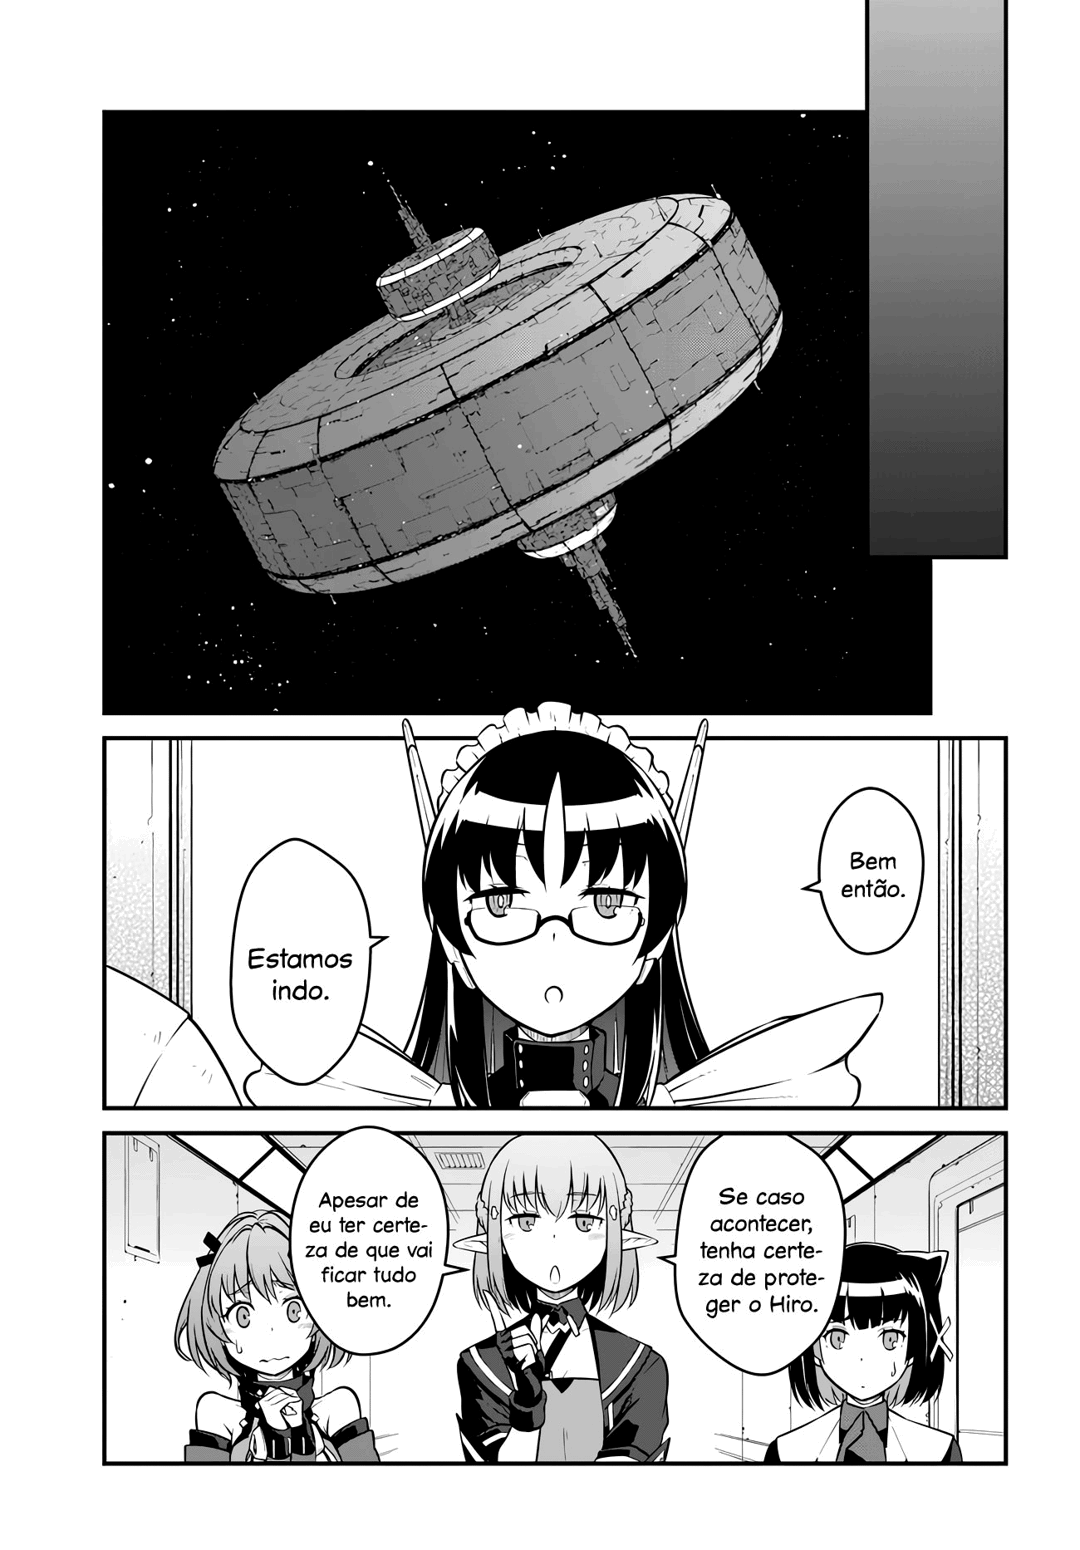 Bem
então.
Estamos
indo.
Se caso
acontecer,
tenha certe-
za de prote-
ger o Hiro.
Apesar de
eu ter certe-
za de que vai
ficar tudo
bem.